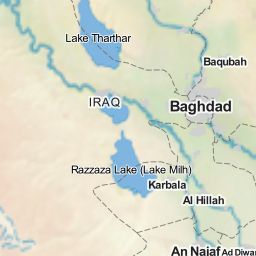 Lake Tharthar
Baqubah
IRAQ
Baghdad
Razzaza Lake (Lake Milh)
Karbala
Al Hillah
An Najaf
Ad Diwan